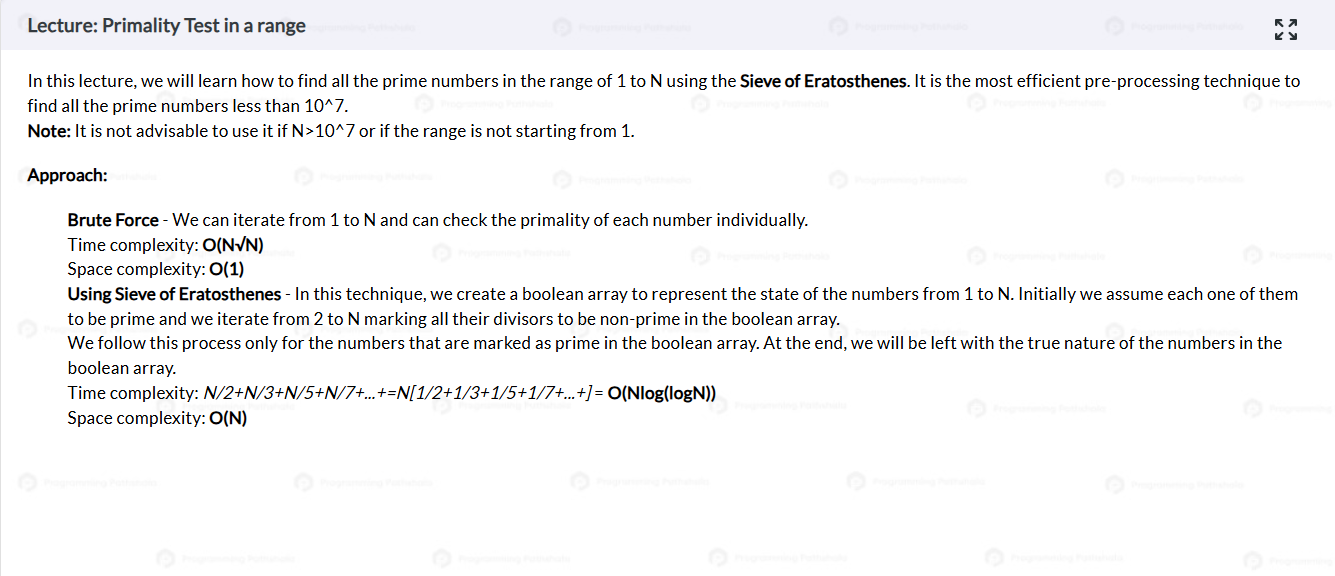 Lecture: Primality Test in a range
In this lecture, we will learn how to find all the prime numbers in the range of 1 to N using the Sieve of Eratosthenes. It is the most efficient pre-processing technique to
find all the prime numbers less than 10^7.
Note: It is not advisable to use it if N>10^7 or if the range is not starting from 1.
Approach:
Brute Force - We can iterate from 1 to N and can check the primality of each number individually.
Time complexity: O(N√N)
Space complexity: O(1)
Using Sieve of Eratosthenes - In this technique, we create a boolean array to represent the state of the numbers from 1 to N. Initially we assume each one of them
to be prime and we iterate from 2 to N marking all their divisors to be non-prime in the boolean array.
We follow this process only for the numbers that are marked as prime in the boolean array. At the end, we will be left with the true nature of the numbers in the
boolean array.
Time complexity: N/2+N/3+N/5+N/7+...+=N[1/2+1/3+1/5+1/7+...+]= O(Nlog(logN))
Space complexity: O(N)